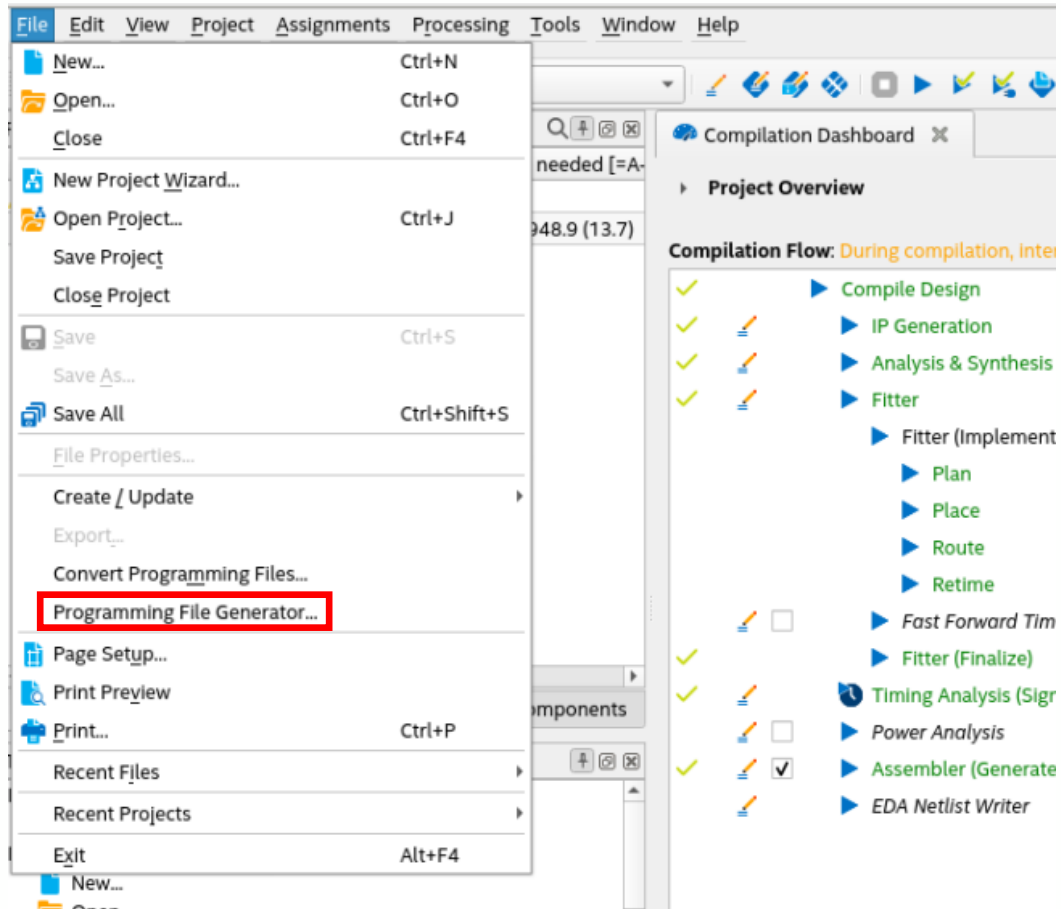 File Edit View Project Assignments Processing Tools Window Help
New... Ctrl+N
Open... Ctrl+O
Close Ctrl+F4
New Project Wizard...
Open Project... Ctrl+J
Save Project
Close Project
Save Ctrl+S
Save As...
Save All Ctrl+Shift+S
File Properties...
Create / Update
Export...
Convert Programming Files...
Programming File Generator...
Page Setup...
Print Preview
Print... Ctrl+P
Recent Files
Recent Projects
Exit Alt+F4
New...
needed [=A-
948.9 (13.7)
omponents
Compilation Dashboard
Project Overview
Compilation Flow: During compilation, inter
Compile Design
IP Generation
Analysis & Synthesis
Fitter
Fitter (Implement
Plan
Place
Route
Retime
Fast Forward Tim
Fitter (Finalize)
Timing Analysis (Sign
Power Analysis
Assembler (Generate
EDA Netlist Writer